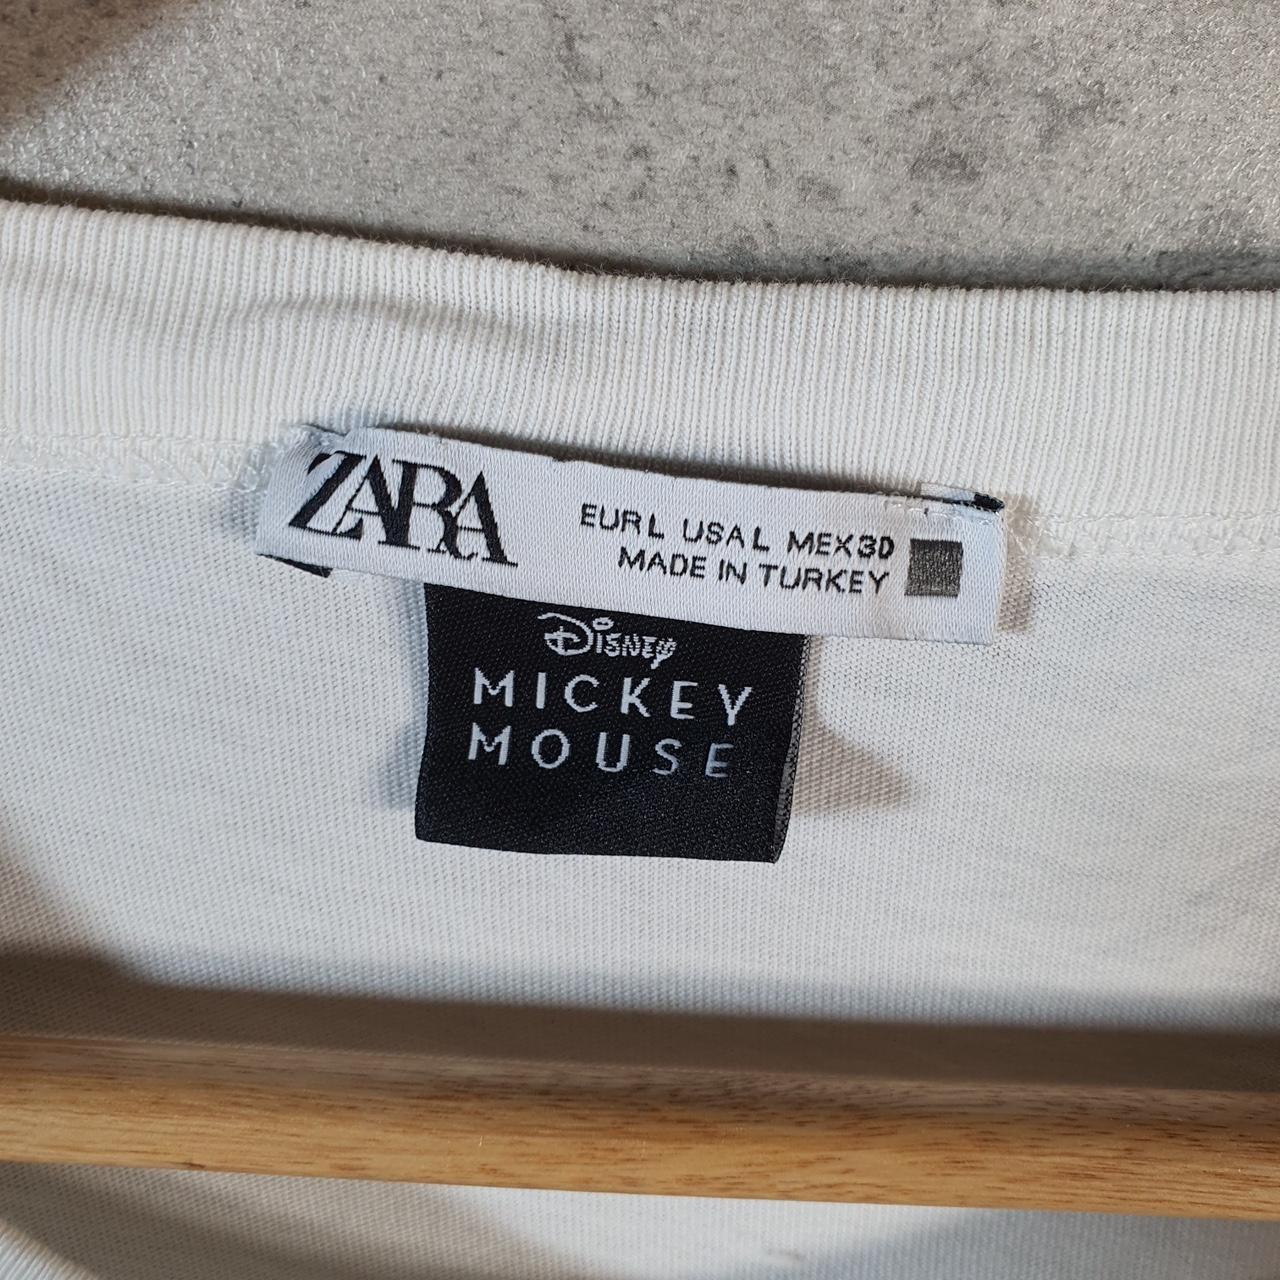 ZARA
EUR L USA L MEX 30
MADE IN TURKEY
Disney
MICKEY
MOUSE